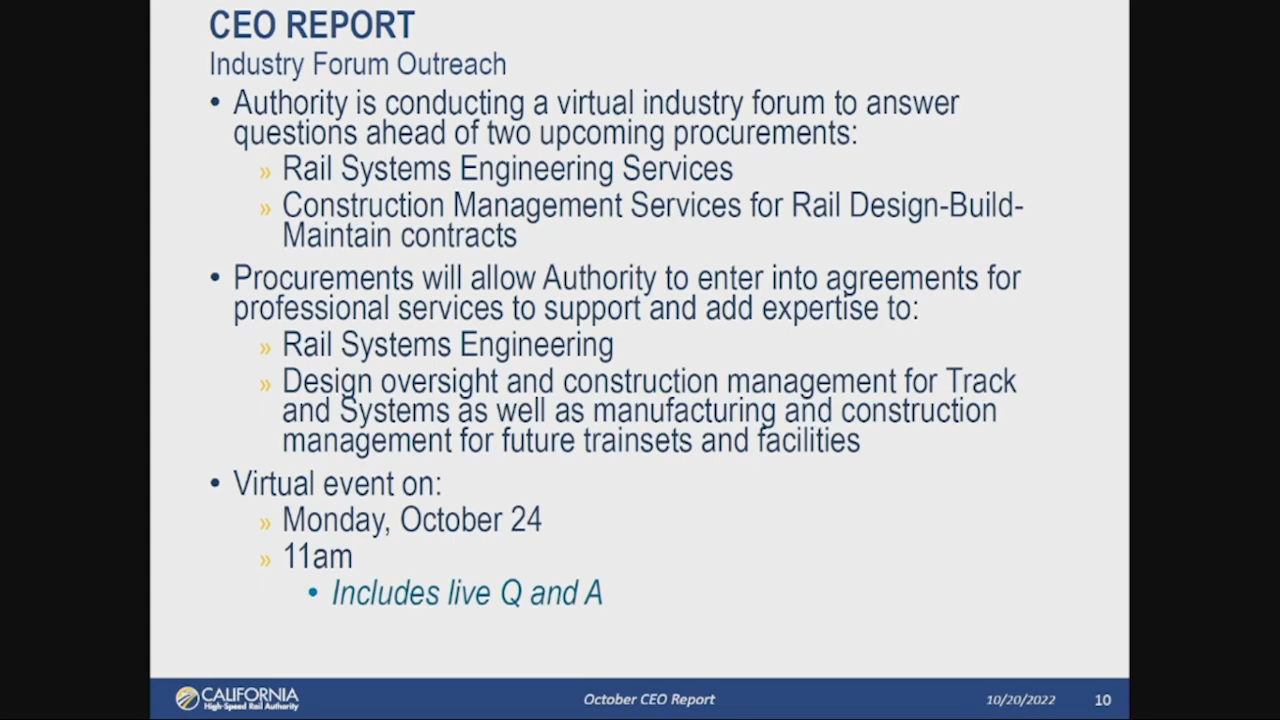 CEO REPORT
Industry Forum Outreach
• Authority is conducting a virtual industry forum to answer
questions ahead of two upcoming procurements:
» Rail Systems Engineering Services
» Construction Management Services for Rail Design-Build-
Maintain contracts
• Procurements will allow Authority to enter into agreements for
professional services to support and add expertise to:
» Rail Systems Engineering
» Design oversight and construction management for Track
and Systems as well as manufacturing and construction
management for future trainsets and facilities
• Virtual event on:
» Monday, October 24
» 11am
• Includes live Q and A
CALIFORNIA
High-Speed Rail Authority
October CEO Report
10/20/2022
10